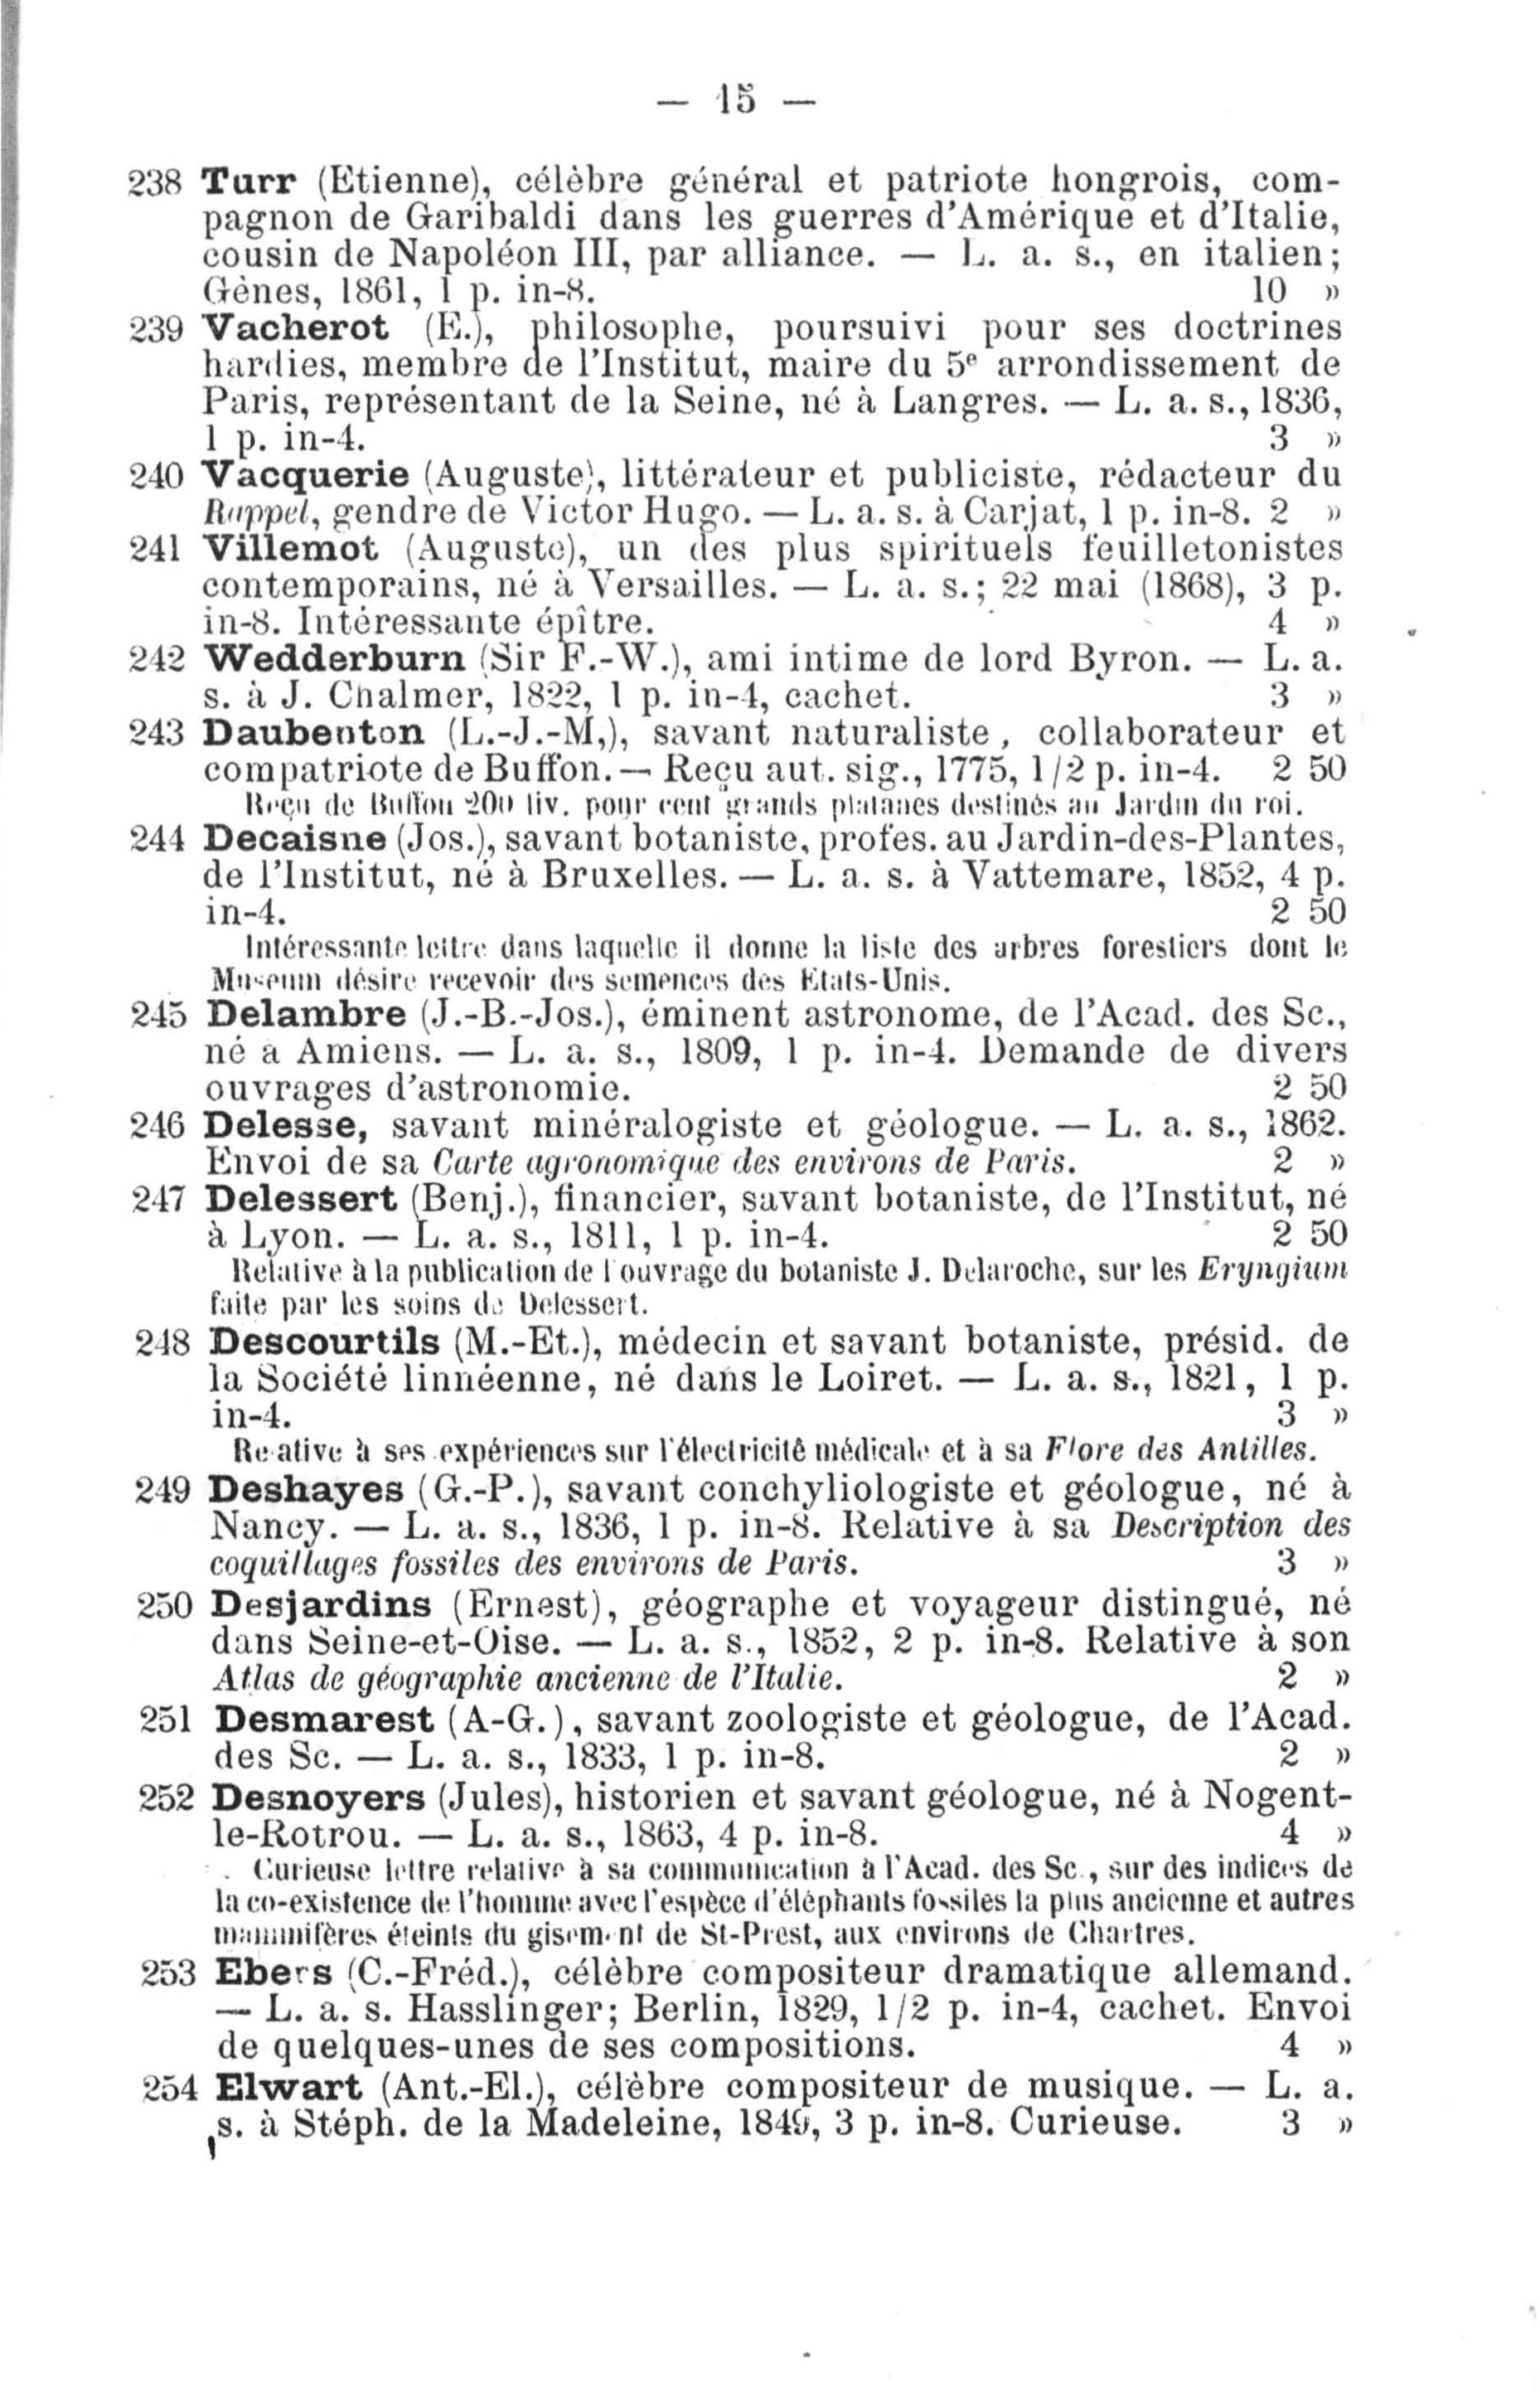 — 15 —
238 Turr (Etienne), célèbre général et patriote hongrois, com-
pagnon de Garibaldi dans les guerres d'Amérique et d'Italie,
cousin de Napoléon III, par alliance. — L. a. s., en italien;
Gènes, 1861, 1 p. in-8. 10 »
239 Vacherot (E.), philosophe, poursuivi pour ses doctrines
hardies, membre de l'Institut, maire du 5e arrondissement de
Paris, représentant de la Seine, né à Langres. — L. a. s., 1836,
1 p. in-4. 3 »
240 Vacquerie (Auguste), littérateur et publiciste, rédacteur du
Rappel, gendre de Victor Hugo. — L. a. s. à Carjat, 1 p. in-8. 2 »
241 Villemot (Auguste), un des plus spirituels feuilletonistes
contemporains, né à Versailles. — L. a. s.; 22 mai (1868), 3 p.
in-8. Intéressante épître. 4 »
242 Wedderburn (Sir F.-W.), ami intime de lord Byron. — L. a.
s. à J. Chalmer, 1822, 1 p. in-4, cachet. 3 »
243 Daubenton (L.-J.-M,), savant naturaliste, collaborateur et
compatriote de Buffon. — Reçu aut. sig., 1775, 1/2 p. in-4. 2 50
Reçu de Buffon 200 liv. pour cent grands platanes destinés au Jardin du roi.
244 Decaisne (Jos.), savant botaniste, profes. au Jardin-des-Plantes,
de l'Institut, né à Bruxelles. — L. a. s. à Vattemare, 1852, 4 p.
in-4. 2 50
Intéressante lettre dans laquelle il donne la liste des arbres forestiers dont le
Museum désire recevoir des semences des Etats-Unis.
245 Delambre (J.-B.-Jos.), éminent astronome, de l'Acad. des Sc.,
né a Amiens. — L. a. s., 1809, 1 p. in-4. Demande de divers
ouvrages d'astronomie. 2 50
246 Delesse, savant minéralogiste et géologue. — L. a. s., 1862.
Envoi de sa Carte agronomique des environs de Paris. 2 »
247 Delessert (Benj.), financier, savant botaniste, de l'Institut, né
à Lyon. — L. a. s., 1811, 1 p. in-4. 2 50
Relative à la publication de l'ouvrage du botaniste J. Delaroche, sur les Eryngium
faite par les soins de Delessert.
248 Descourtils (M.-Et.), médecin et savant botaniste, présid. de
la Société linnéenne, né dans le Loiret. — L. a. s., 1821, 1 p.
in-4. 3 »
Relative à ses expériences sur l'électricité médicale et à sa Flore des Antilles.
249 Deshayes (G.-P.), savant conchyliologiste et géologue, né à
Nancy. — L. a. s., 1836, 1 p. in-8. Relative à sa Description des
coquillages fossiles des environs de Paris. 3 »
250 Desjardins (Ernest), géographe et voyageur distingué, né
dans Seine-et-Oise. — L. a. s., 1852, 2 p. in-8. Relative à son
Atlas de géographie ancienne de l'Italie. 2 »
251 Desmarest (A-G.), savant zoologiste et géologue, de l'Acad.
des Sc. — L. a. s., 1833, 1 p. in-8. 2 »
252 Desnoyers (Jules), historien et savant géologue, né à Nogent-
le-Rotrou. — L. a. s., 1863, 4 p. in-8. 4 »
Curieuse lettre relative à sa communication à l'Acad. des Sc., sur des indices de
la co-existence de l'homme avec l'espèce d'éléphants fossiles la plus ancienne et autres
mammifères éteints du gisement de St-Prest, aux environs de Chartres.
253 Ebers (C.-Fréd.), célèbre compositeur dramatique allemand.
— L. a. s. Hasslinger; Berlin, 1829, 1/2 p. in-4, cachet. Envoi
de quelques-unes de ses compositions. 4 »
254 Elwart (Ant.-El.), célèbre compositeur de musique. — L. a.
s. à Stéph. de la Madeleine, 1849, 3 p. in-8. Curieuse. 3 »